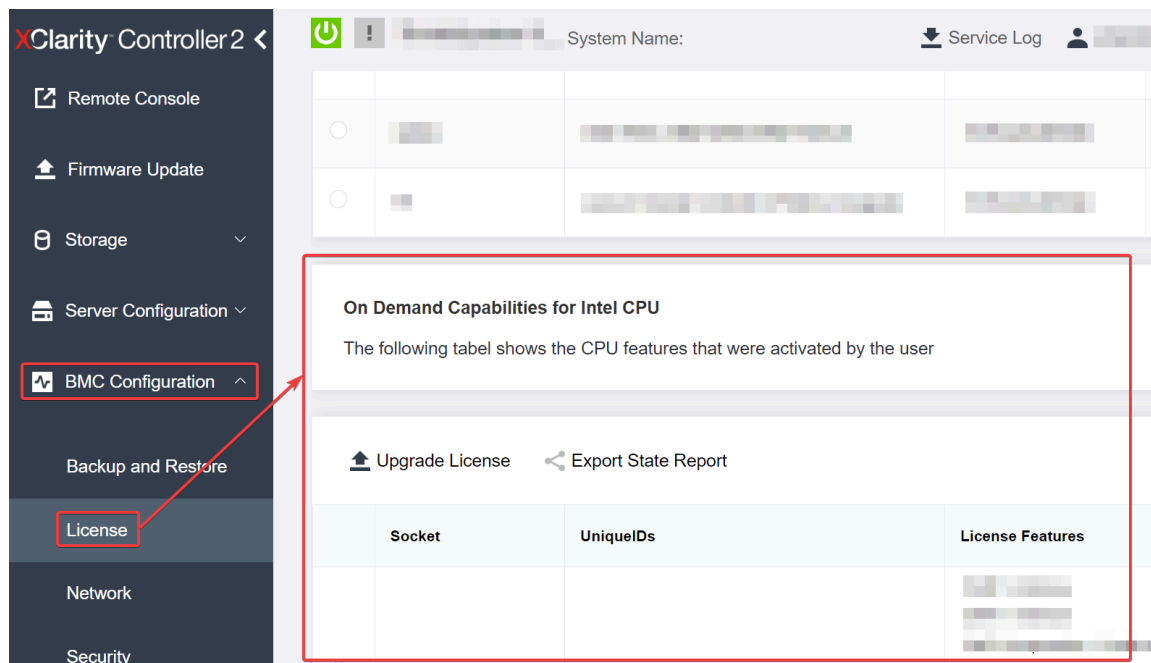 XClarity Controller 2
System Name:
Service Log
Remote Console
Firmware Update
Storage
Server Configuration
BMC Configuration
Backup and Restore
License
Network
Security
On Demand Capabilities for Intel CPU
The following tabel shows the CPU features that were activated by the user
Upgrade License
Export State Report
Socket
UniqueIDs
License Features